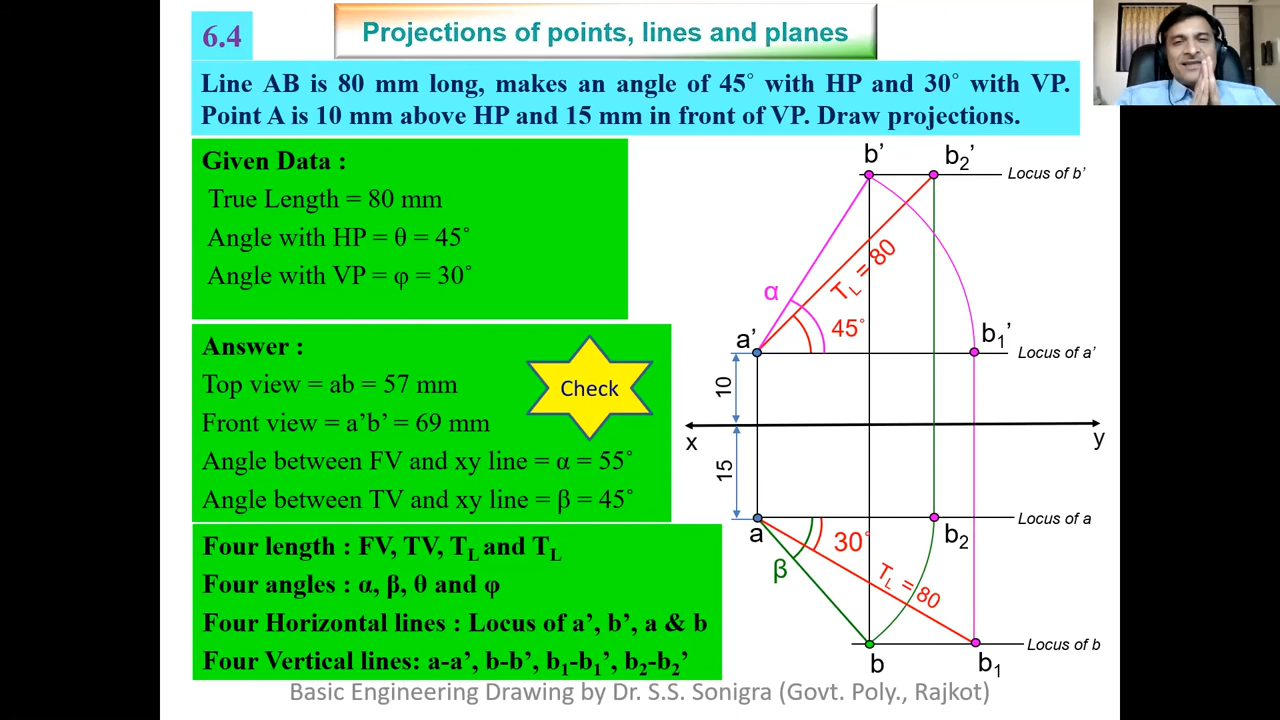 6.4
Projections of points, lines and planes
Line AB is 80 mm long, makes an angle of 45˚ with HP and 30˚ with VP.
Point A is 10 mm above HP and 15 mm in front of VP. Draw projections.
Given Data :
True Length = 80 mm
Angle with HP = θ = 45˚
Angle with VP = φ = 30˚
Answer :
Top view = ab = 57 mm
Front view = a’b’ = 69 mm
Angle between FV and xy line = α = 55˚
Angle between TV and xy line = β = 45˚
Check
Four length : FV, TV, T_L and T_L
Four angles : α, β, θ and φ
Four Horizontal lines : Locus of a’, b’, a & b
Four Vertical lines: a-a’, b-b’, b₁-b₁’, b₂-b₂’
b’
b₂’
Locus of b’
T_L = 80
α
45˚
a’
b₁’
Locus of a’
10
x
y
15
Locus of a
a
30˚
b₂
β
T_L = 80
Locus of b
b
b₁
Basic Engineering Drawing by Dr. S.S. Sonigra (Govt. Poly., Rajkot)